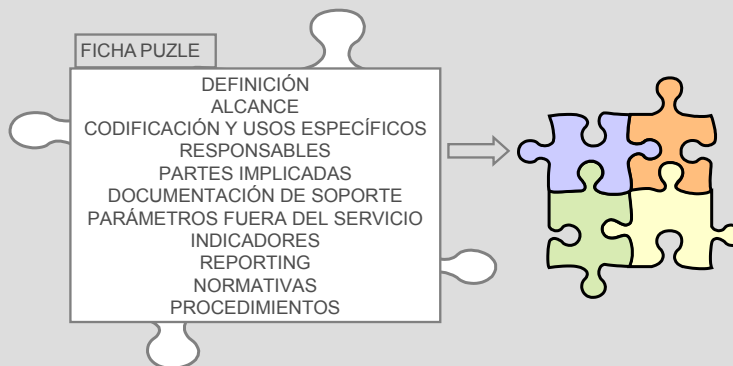 FICHA PUZLE
DEFINICIÓN
ALCANCE
CODIFICACIÓN Y USOS ESPECÍFICOS
RESPONSABLES
PARTES IMPLICADAS
DOCUMENTACIÓN DE SOPORTE
PARÁMETROS FUERA DEL SERVICIO
INDICADORES
REPORTING
NORMATIVAS
PROCEDIMIENTOS